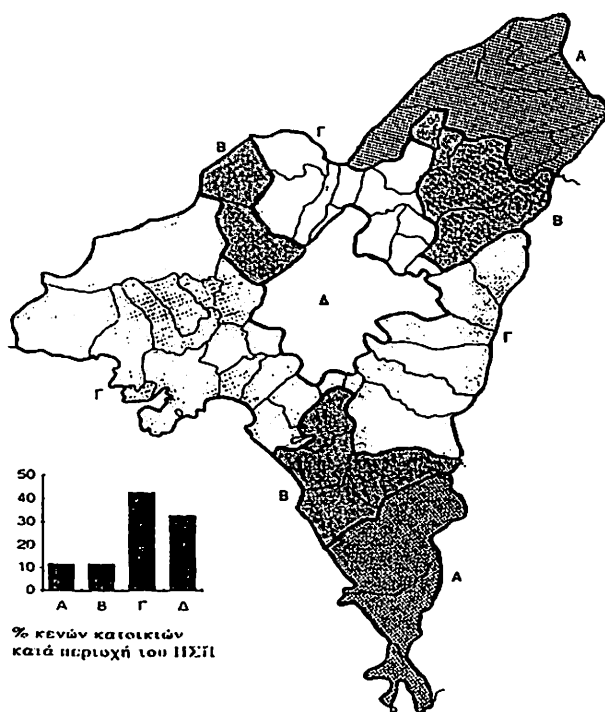 Α
Γ
Β
Β
Δ
Γ
Γ
Β
Α
50
40
30
20
10
0
Α Β Γ Δ
% κενών κατοικιών
κατά περιοχή του ΠΣΠ